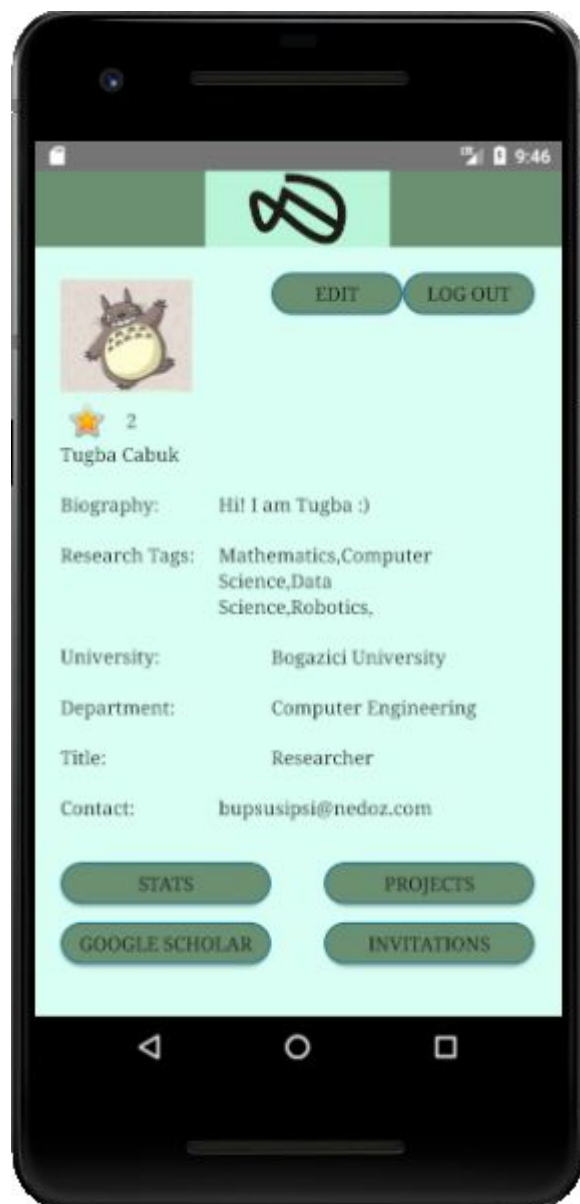 9:46
EDIT
LOG OUT
2
Tugba Cabuk
Biography: Hi! I am Tugba :)
Research Tags: Mathematics,Computer
Science,Data
Science,Robotics,
University: Bogazici University
Department: Computer Engineering
Title: Researcher
Contact: bupsusipsi@nedoz.com
STATS
PROJECTS
GOOGLE SCHOLAR
INVITATIONS